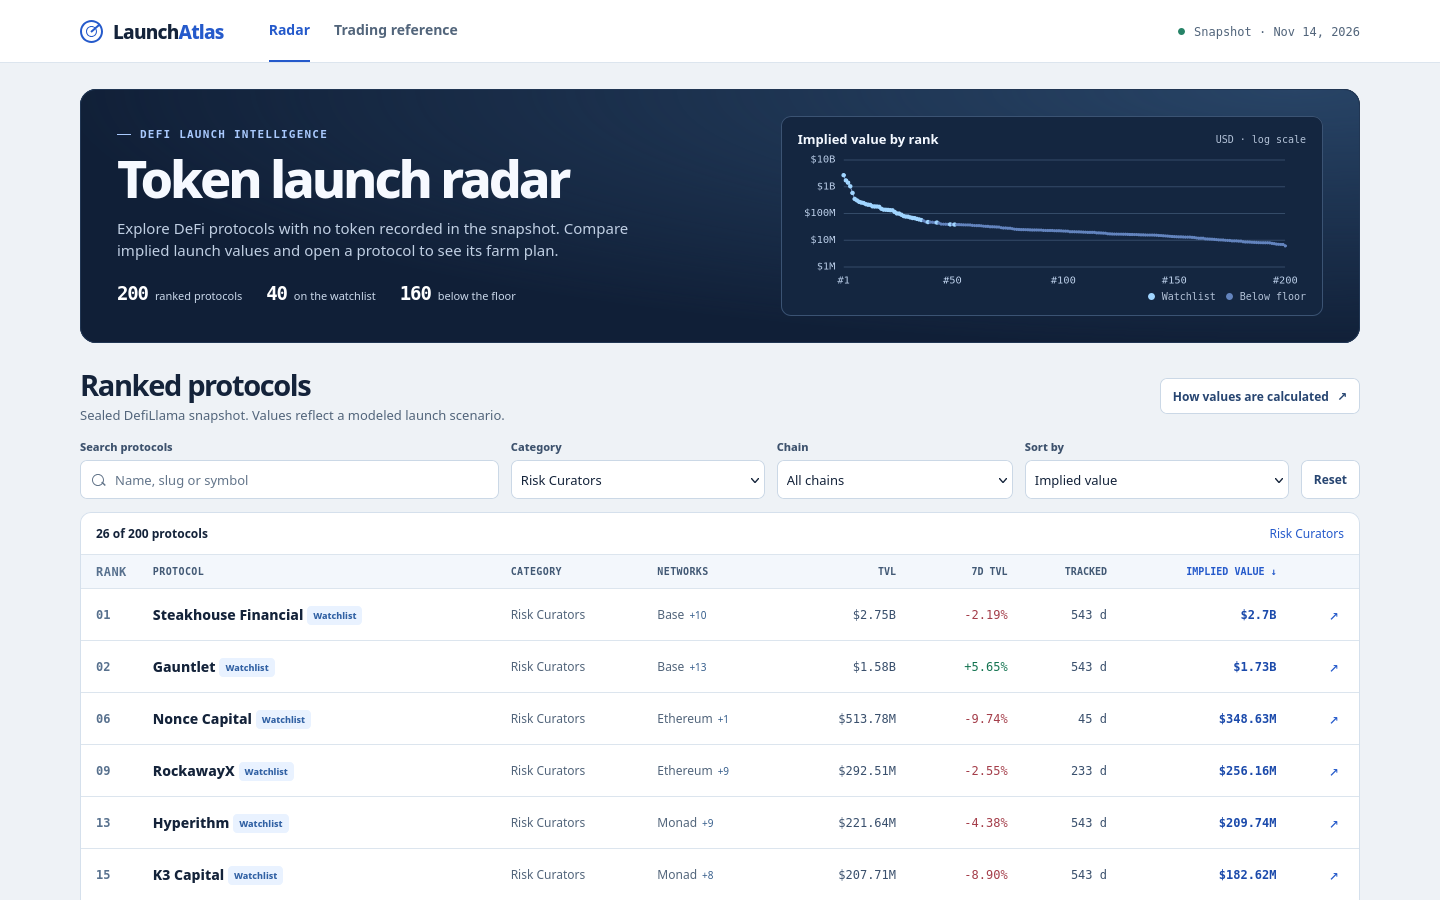 LaunchAtlas
Radar
Trading reference
Snapshot · Nov 14, 2026
DEFI LAUNCH INTELLIGENCE
Token launch radar
Explore DeFi protocols with no token recorded in the snapshot. Compare
implied launch values and open a protocol to see its farm plan.
200 ranked protocols 40 on the watchlist 160 below the floor
Implied value by rank
USD · log scale
$10B
$1B
$100M
$10M
$1M
#1 #50 #100 #150 #200
Watchlist Below floor
Ranked protocols
Sealed DefiLlama snapshot. Values reflect a modeled launch scenario.
How values are calculated ↗
Search protocols Category Chain Sort by
Name, slug or symbol Risk Curators All chains Implied value Reset
26 of 200 protocols Risk Curators
RANK PROTOCOL CATEGORY NETWORKS TVL 7D TVL TRACKED IMPLIED VALUE ↓
01 Steakhouse Financial Watchlist Risk Curators Base +10 $2.75B -2.19% 543 d $2.7B ↗
02 Gauntlet Watchlist Risk Curators Base +13 $1.58B +5.65% 543 d $1.73B ↗
06 Nonce Capital Watchlist Risk Curators Ethereum +1 $513.78M -9.74% 45 d $348.63M ↗
09 RockawayX Watchlist Risk Curators Ethereum +9 $292.51M -2.55% 233 d $256.16M ↗
13 Hyperithm Watchlist Risk Curators Monad +9 $221.64M -4.38% 543 d $209.74M ↗
15 K3 Capital Watchlist Risk Curators Monad +8 $207.71M -8.90% 543 d $182.62M ↗